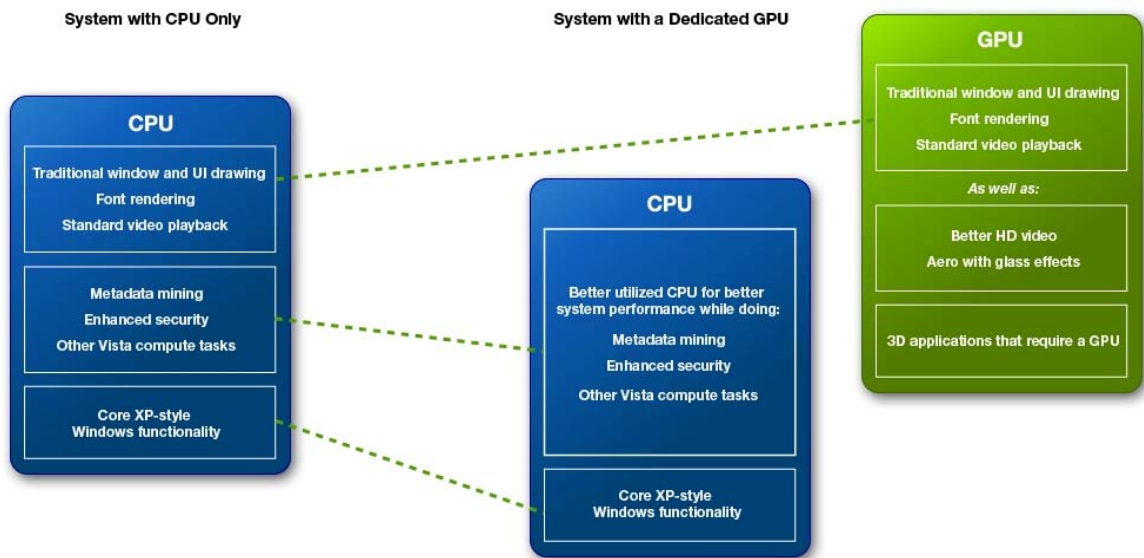 System with CPU Only
System with a Dedicated GPU
CPU
Traditional window and UI drawing
Font rendering
Standard video playback
Metadata mining
Enhanced security
Other Vista compute tasks
Core XP-style
Windows functionality
CPU
Better utilized CPU for better
system performance while doing:
Metadata mining
Enhanced security
Other Vista compute tasks
Core XP-style
Windows functionality
GPU
Traditional window and UI drawing
Font rendering
Standard video playback
As well as:
Better HD video
Aero with glass effects
3D applications that require a GPU